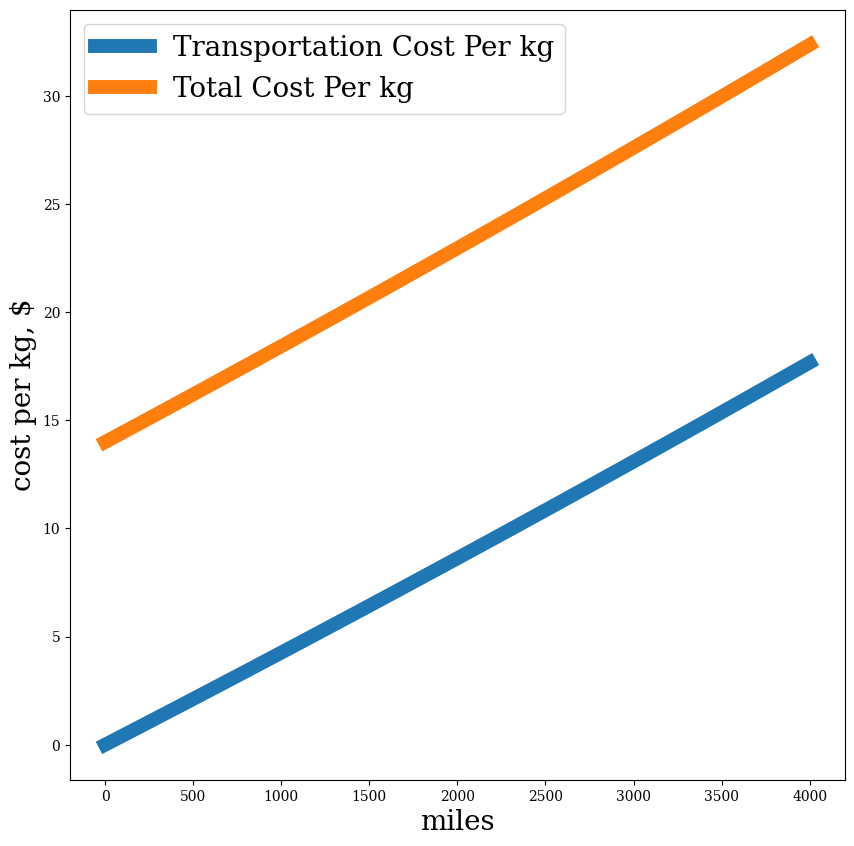 Transportation Cost Per kg
Total Cost Per kg
cost per kg, $
30
25
20
15
10
5
0
0 500 1000 1500 2000 2500 3000 3500 4000
miles